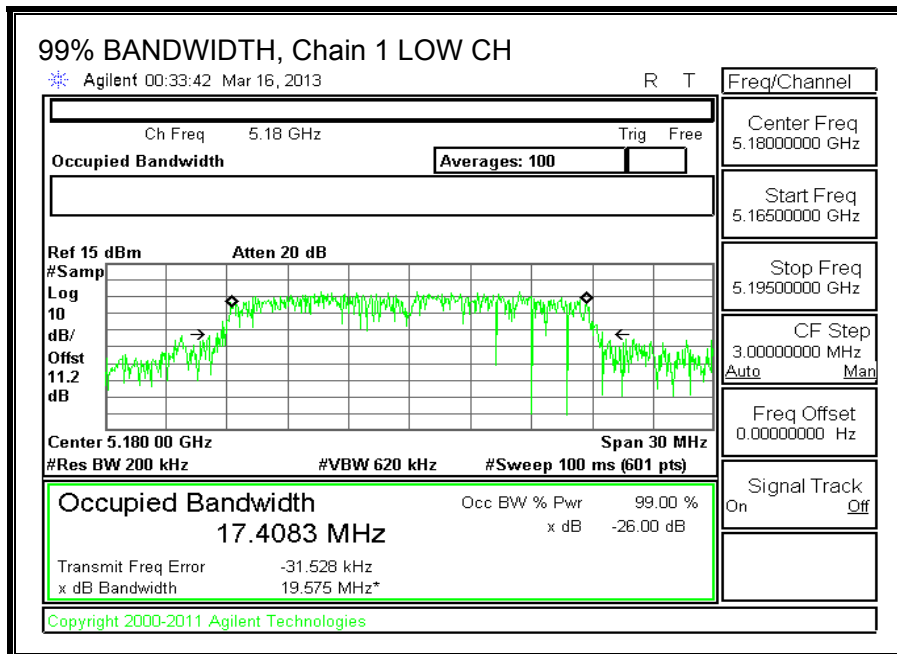 99% BANDWIDTH, Chain 1 LOW CH
Agilent 00:33:42 Mar 16, 2013 R T
Freq/Channel
Ch Freq 5.18 GHz Trig Free
Occupied Bandwidth Averages: 100
Center Freq
5.18000000 GHz
Start Freq
5.16500000 GHz
Stop Freq
5.19500000 GHz
CF Step
3.00000000 MHz
Auto Man
Freq Offset
0.00000000 Hz
Signal Track
On Off
Ref 15 dBm Atten 20 dB
#Samp
Log
10
dB/
Offst
11.2
dB
Center 5.180 00 GHz Span 30 MHz
#Res BW 200 kHz #VBW 620 kHz #Sweep 100 ms (601 pts)
Occupied Bandwidth Occ BW % Pwr 99.00 %
17.4083 MHz x dB -26.00 dB
Transmit Freq Error -31.528 kHz
x dB Bandwidth 19.575 MHz*
Copyright 2000-2011 Agilent Technologies